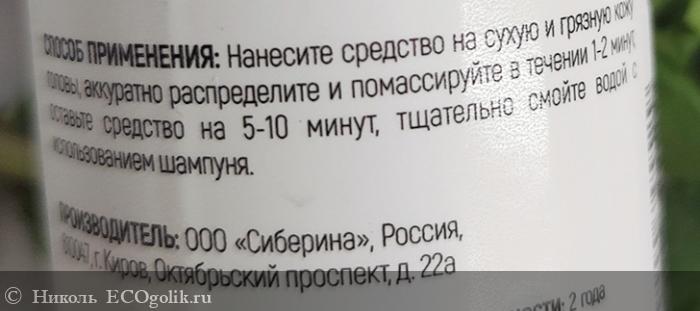 СПОСОБ ПРИМЕНЕНИЯ: Нанесите средство на сухую и грязную кожу
головы, аккуратно распределите и помассируйте в течении 1-2 минут,
оставьте средство на 5-10 минут, тщательно смойте водой с
использованием шампуня.
ПРОИЗВОДИТЕЛЬ: ООО «Сиберина», Россия,
610047, г. Киров, Октябрьский проспект, д. 22а
2 года
© Николь ECOgolik.ru